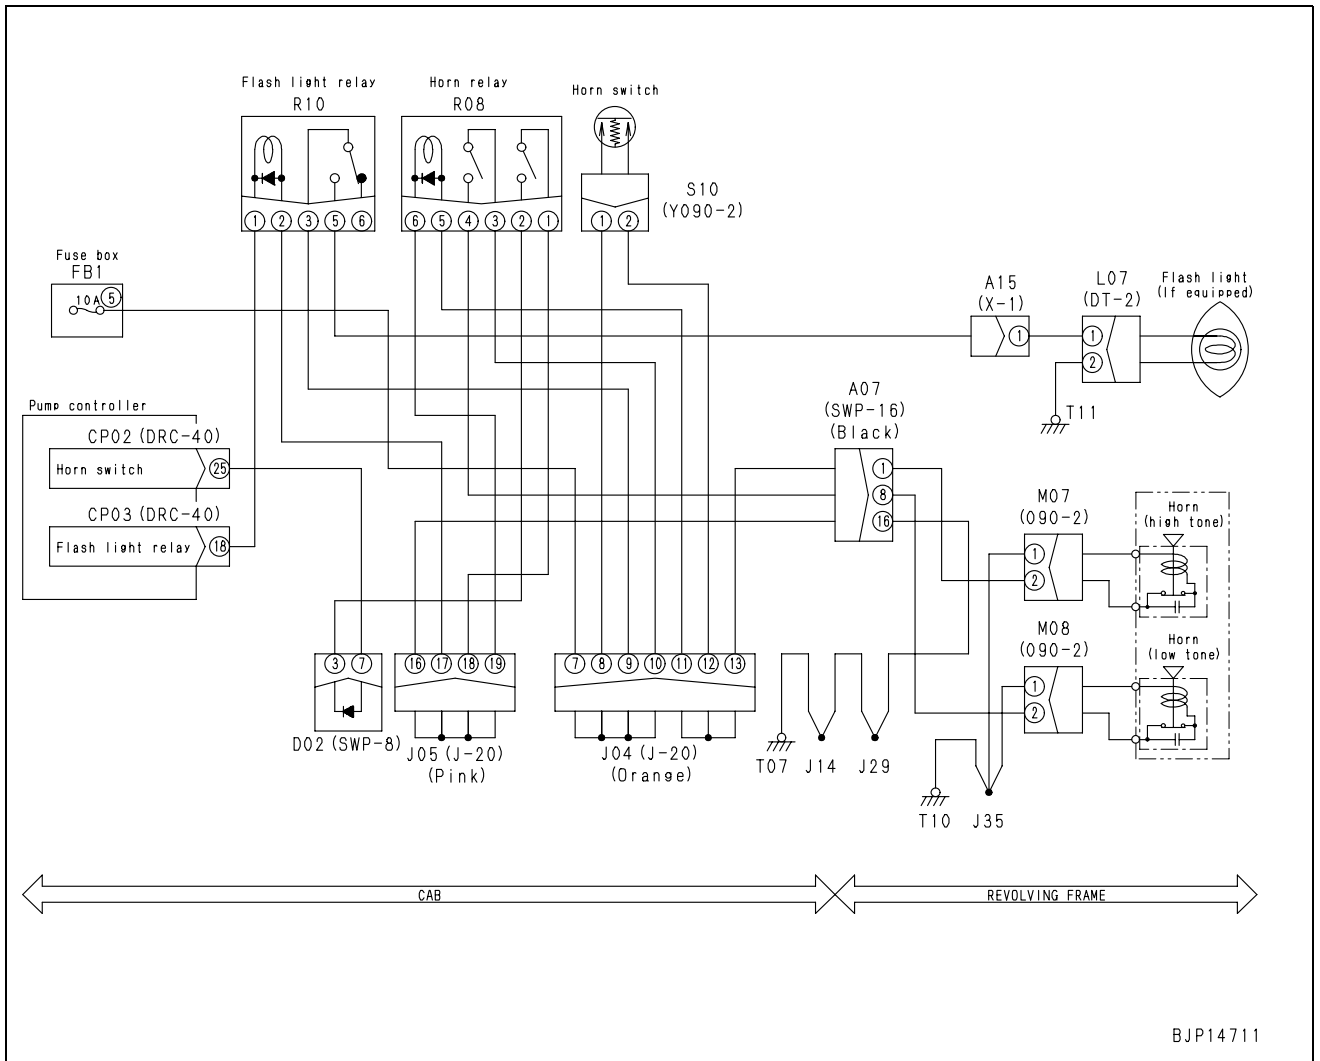 Flash light relay
R10
Horn relay
R08
Horn switch
S10
(Y090-2)
1 2 3 5 6
6 5 4 3 2 1
1 2
Fuse box
FB1
10A 5
A15
(X-1)
1
L07
(DT-2)
1
2
Flash light
(If equipped)
T11
Pump controller
CP02 (DRC-40)
Horn switch 25
CP03 (DRC-40)
Flash light relay 18
A07
(SWP-16)
(Black)
1
8
16
M07
(090-2)
1
2
Horn
(high tone)
M08
(090-2)
1
2
Horn
(low tone)
3 7
D02 (SWP-8)
16 17 18 19
J05 (J-20)
(Pink)
7 8 9 10 11 12 13
J04 (J-20)
(Orange)
T07 J14 J29
T10 J35
CAB
REVOLVING FRAME
BJP14711